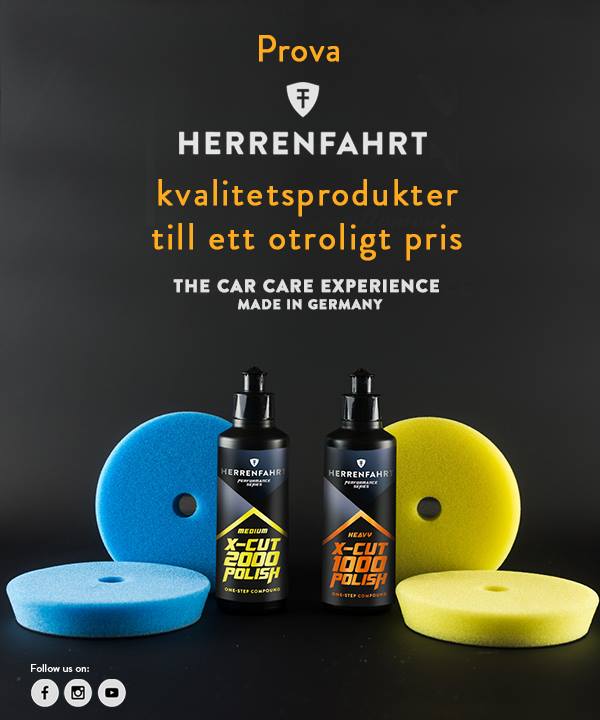 Prova
HERRENFAHRT
kvalitetsprodukter
till ett otroligt pris
THE CAR CARE EXPERIENCE
MADE IN GERMANY
HERRENFAHRT
PERFORMANCE
SERIES
MEDIUM
X-CUT
2000
POLISH
ONE-STEP COMPOUND
HERRENFAHRT
PERFORMANCE
SERIES
HEAVY
X-CUT
1000
POLISH
ONE-STEP COMPOUND
Follow us on: